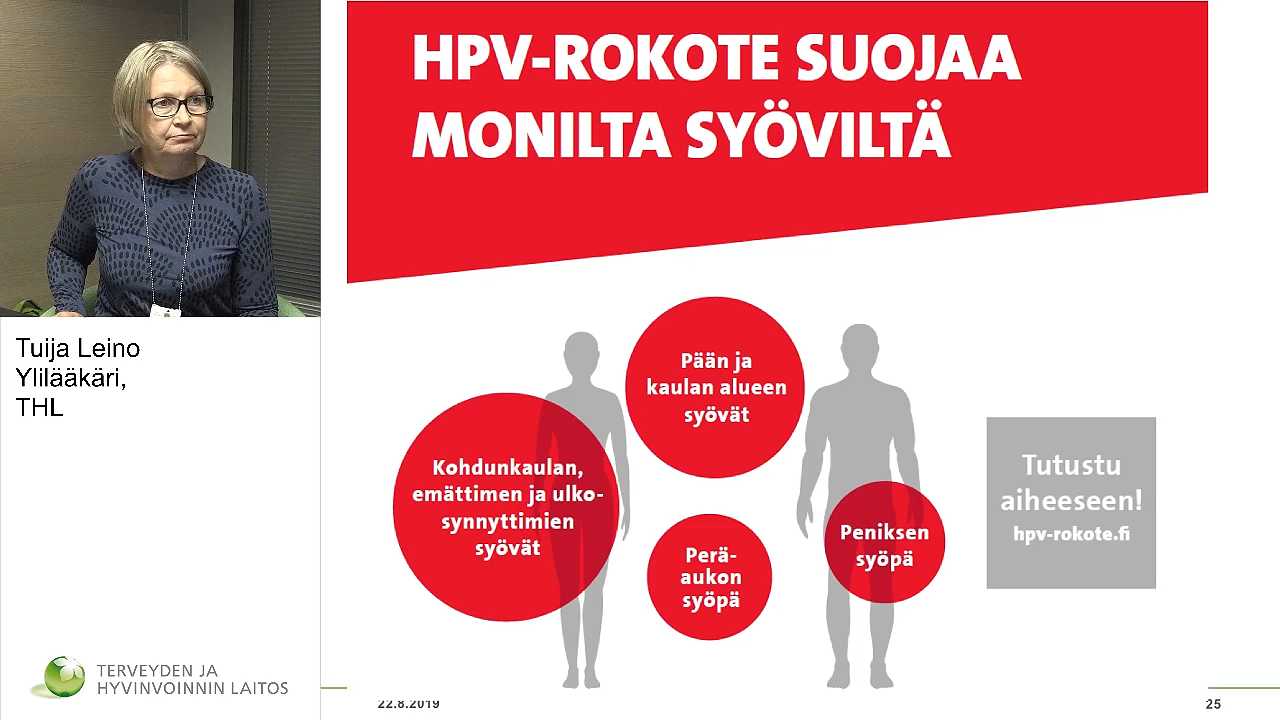 HPV-ROKOTE SUOJAA
MONILTA SYÖVILTÄ
Tuija Leino
Ylilääkäri,
THL
Pään ja
kaulan alueen
syövät
Kohdunkaulan,
emättimen ja ulko-
synnyttimien
syövät
Perä-
aukon
syöpä
Peniksen
syöpä
Tutustu
aiheeseen!
hpv-rokote.fi
TERVEYDEN JA
HYVINVOINNIN LAITOS
22.8.2019
25